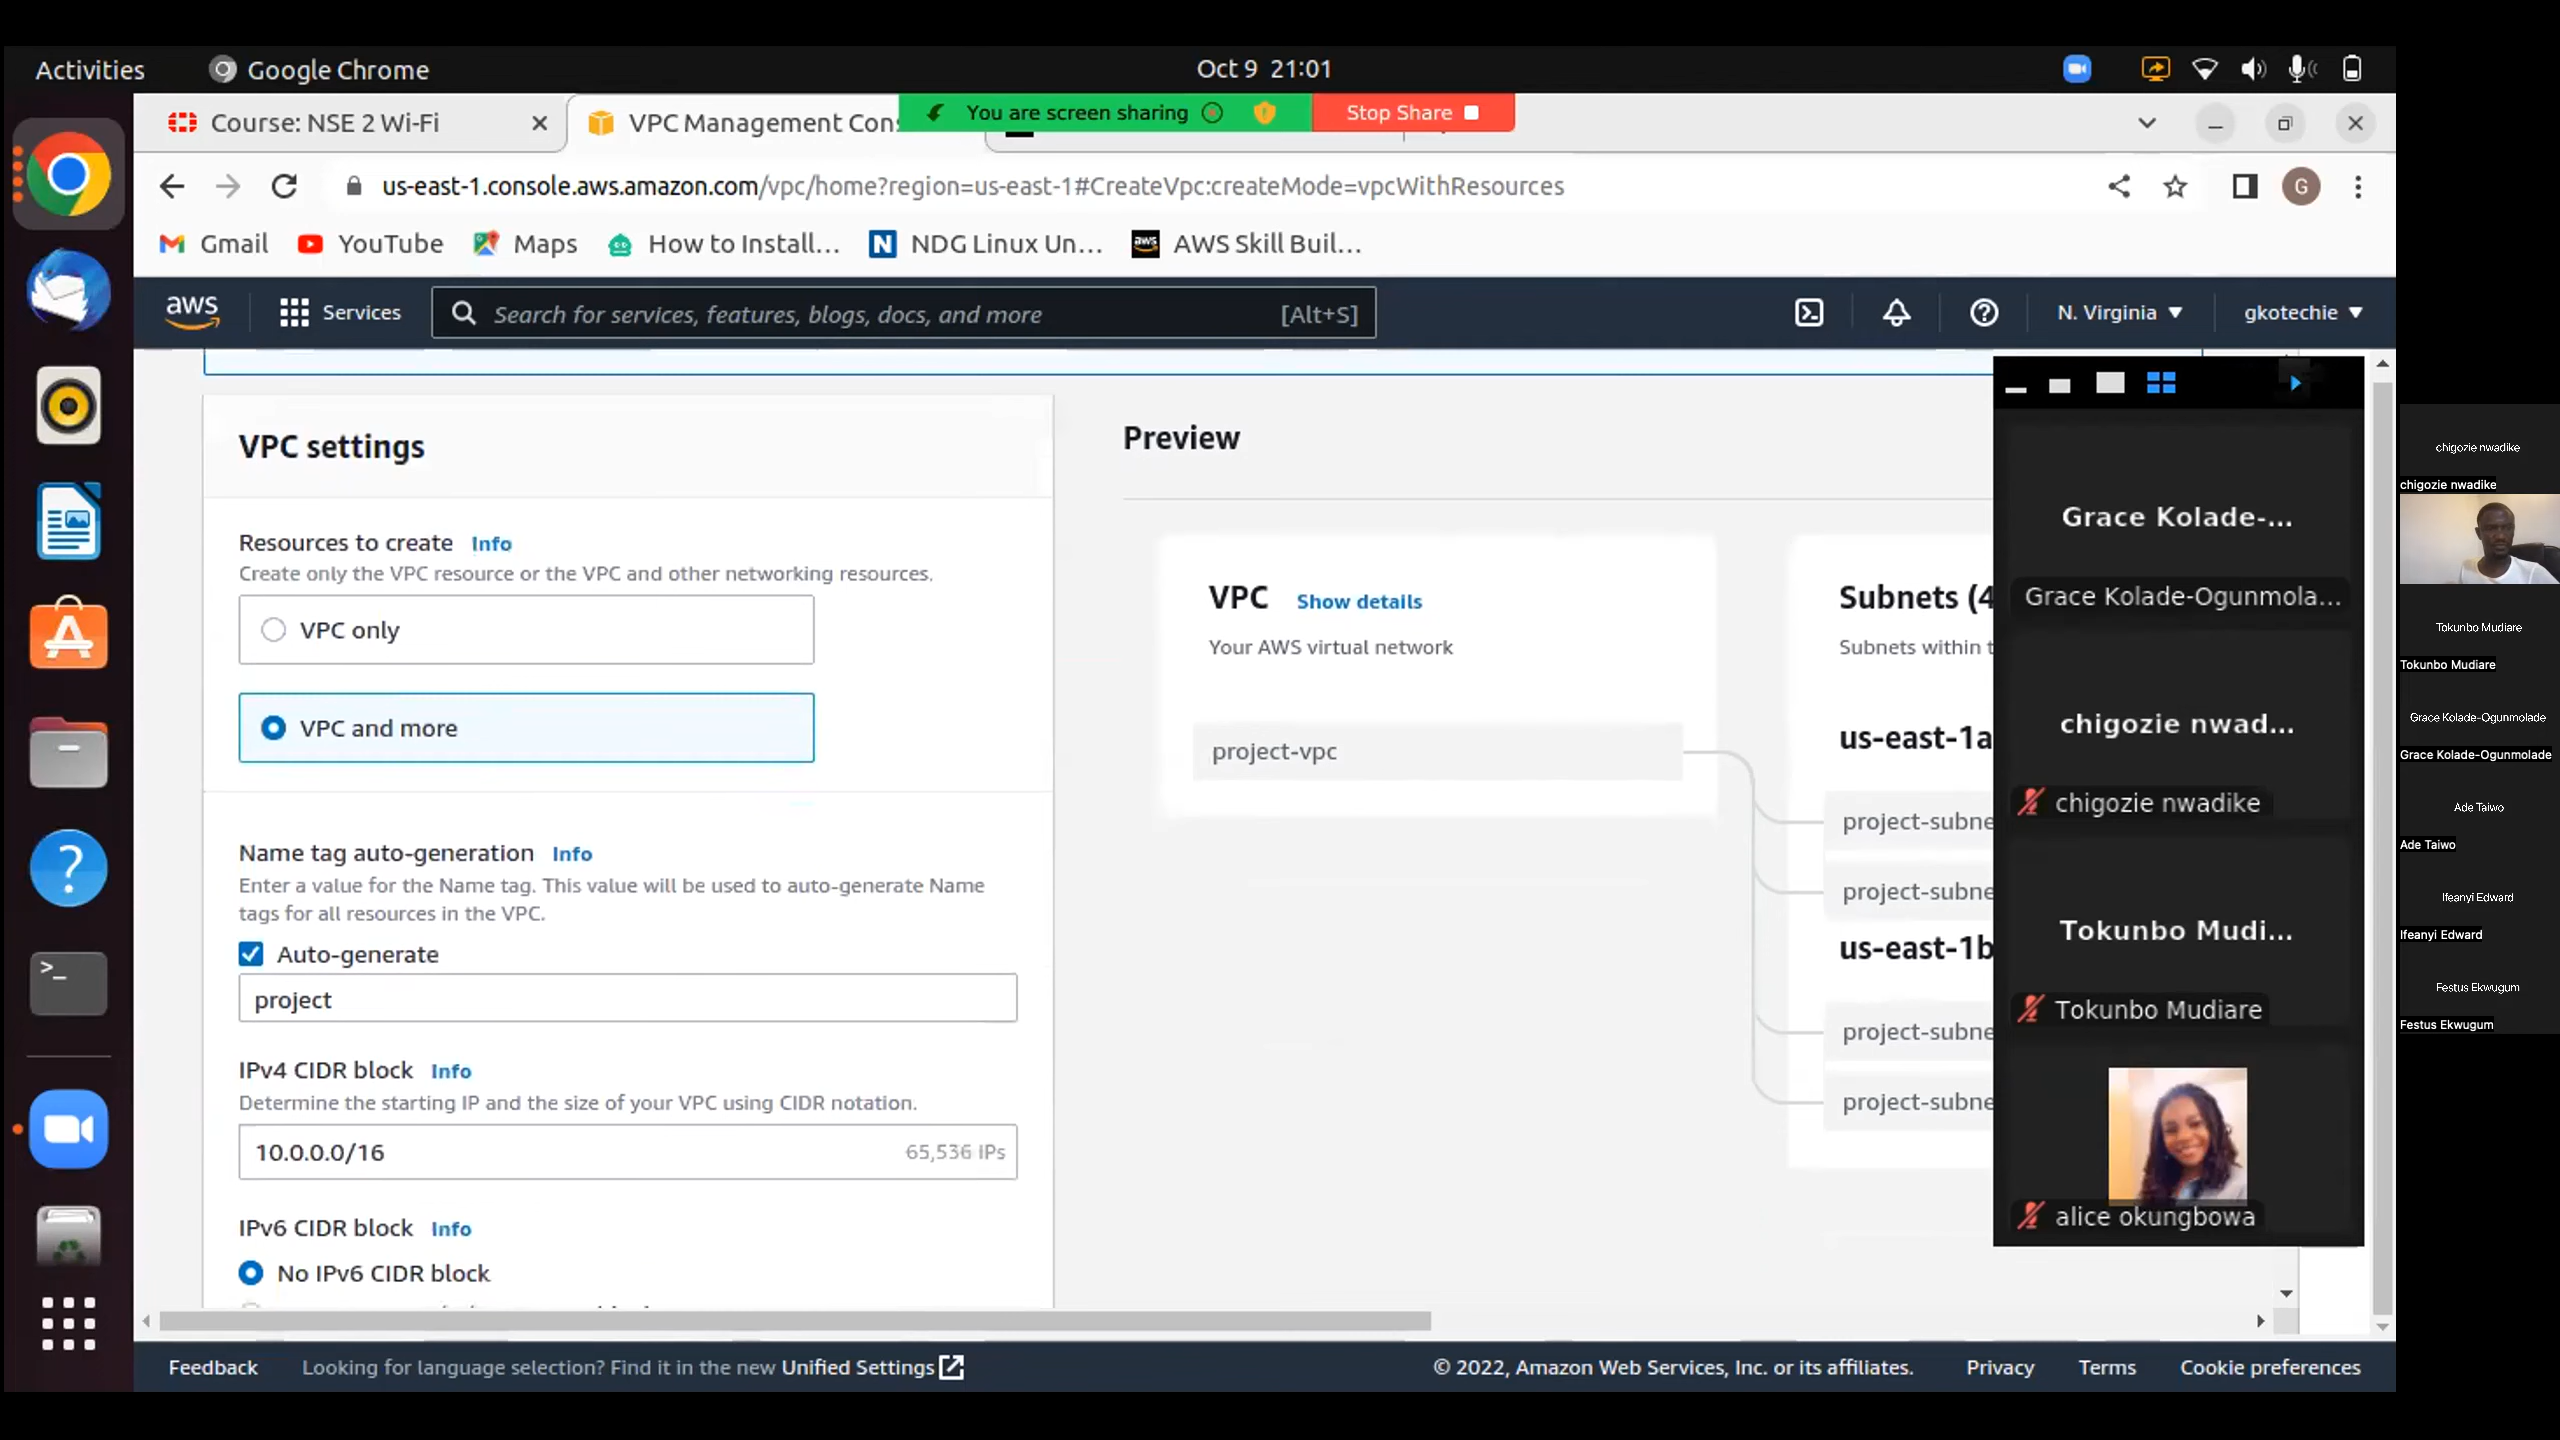 Activities
Google Chrome
Oct 9 21:01
Course: NSE 2 Wi-Fi
VPC Management Con
You are screen sharing
Stop Share
us-east-1.console.aws.amazon.com/vpc/home?region=us-east-1#CreateVpc:createMode=vpcWithResources
G
Gmail
YouTube
Maps
How to Install...
N
NDG Linux Un...
aws
AWS Skill Buil...
aws
Services
Search for services, features, blogs, docs, and more
[Alt+S]
N. Virginia
gkotechie
VPC settings
Resources to create Info
Create only the VPC resource or the VPC and other networking resources.
VPC only
VPC and more
Name tag auto-generation Info
Enter a value for the Name tag. This value will be used to auto-generate Name
tags for all resources in the VPC.
Auto-generate
project
IPv4 CIDR block Info
Determine the starting IP and the size of your VPC using CIDR notation.
10.0.0.0/16
65,536 IPs
IPv6 CIDR block Info
No IPv6 CIDR block
Preview
VPC Show details
Your AWS virtual network
project-vpc
Subnets (4
Subnets within t
us-east-1a
project-subne
project-subne
us-east-1b
project-subne
project-subne
Grace Kolade-...
Grace Kolade-Ogunmola...
chigozie nwad...
chigozie nwadike
Tokunbo Mudi...
Tokunbo Mudiare
alice okungbowa
chigozie nwadike
chigozie nwadike
Tokunbo Mudiare
Tokunbo Mudiare
Grace Kolade-Ogunmolade
Grace Kolade-Ogunmolade
Ade Taiwo
Ade Taiwo
Ifeanyi Edward
Ifeanyi Edward
Festus Ekwugum
Festus Ekwugum
Feedback
Looking for language selection? Find it in the new Unified Settings
© 2022, Amazon Web Services, Inc. or its affiliates.
Privacy
Terms
Cookie preferences